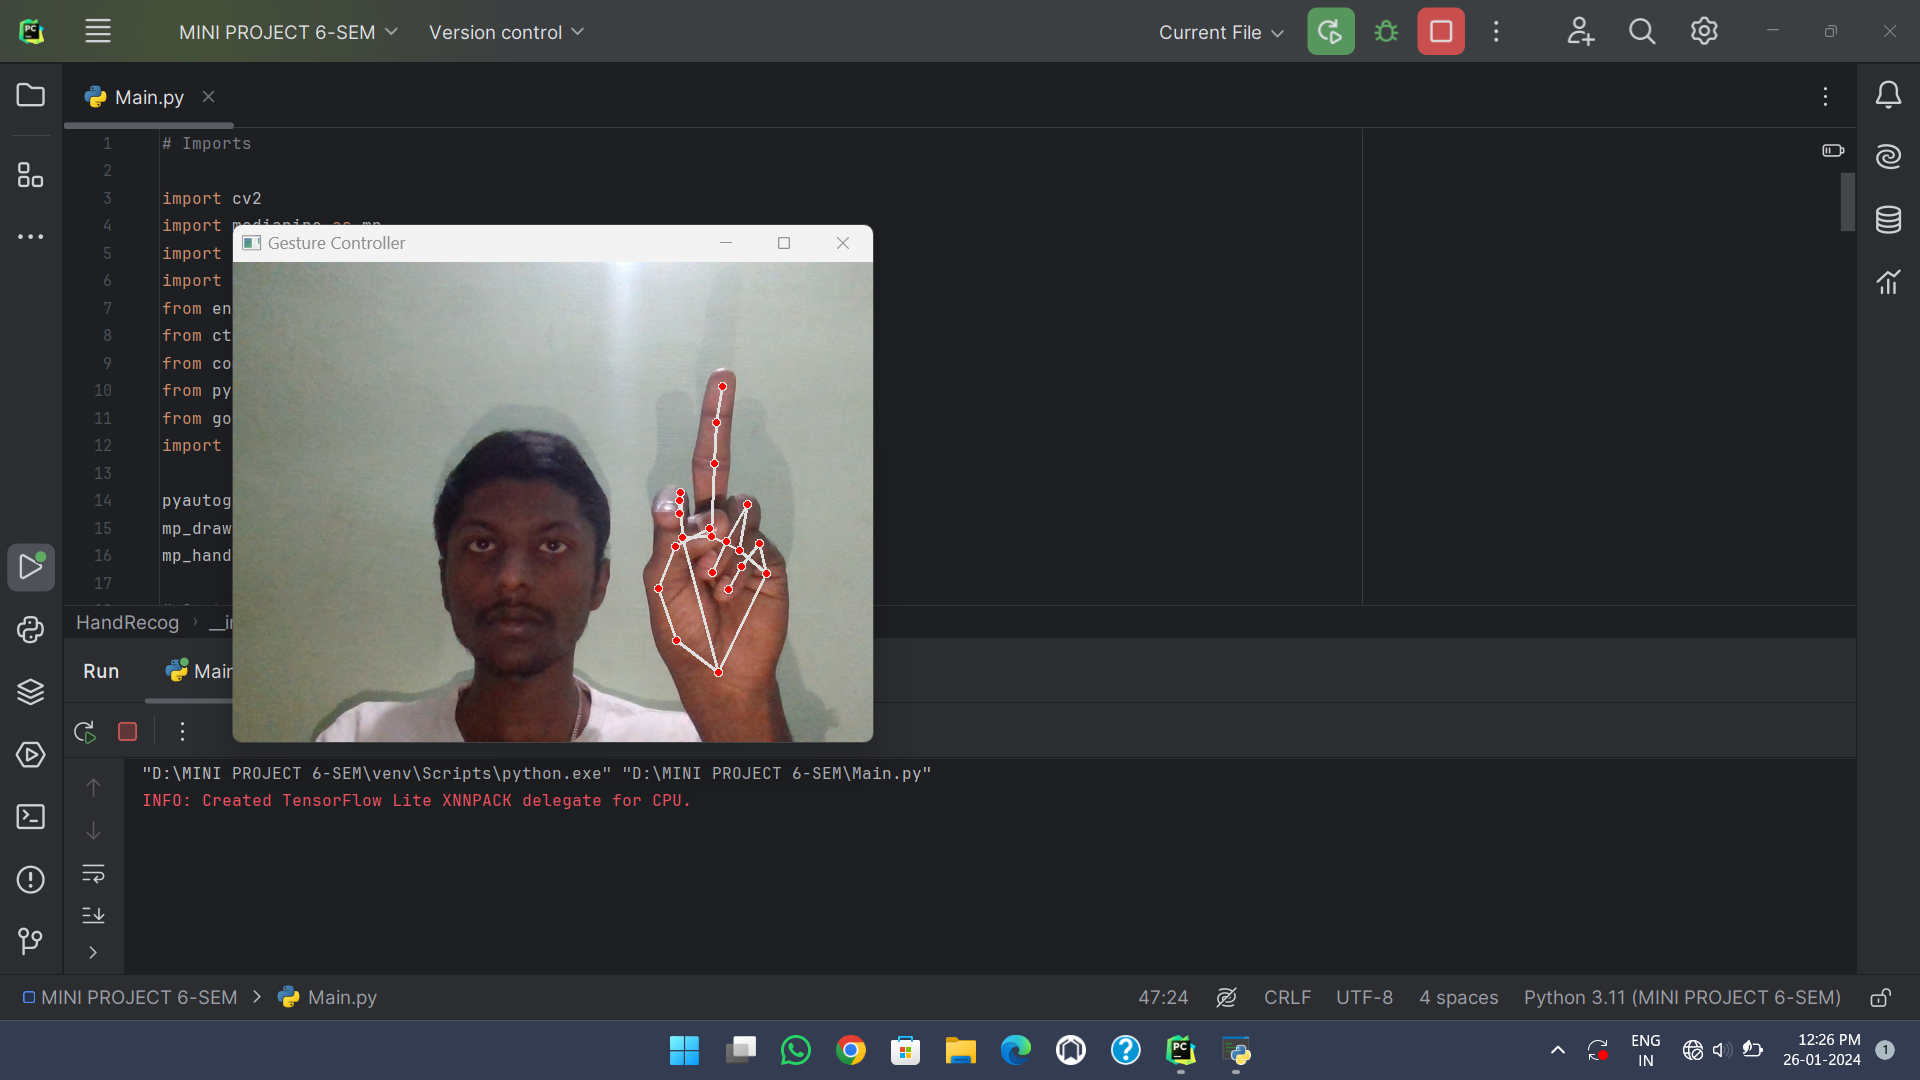 PC
MINI PROJECT 6-SEM
Version control
Current File
Main.py
1 # Imports
2
3 import cv2
4 import mediapipe as mp
5 import
6 import
7 from en
8 from ct
9 from co
10 from py
11 from go
12 import
13
14 pyautog
15 mp_draw
16 mp_hand
17
Gesture Controller
HandRecog › __i
Run
Main
"D:\MINI PROJECT 6-SEM\venv\Scripts\python.exe" "D:\MINI PROJECT 6-SEM\Main.py"
INFO: Created TensorFlow Lite XNNPACK delegate for CPU.
MINI PROJECT 6-SEM > Main.py
47:24
CRLF
UTF-8
4 spaces
Python 3.11 (MINI PROJECT 6-SEM)
PC
ENG
IN
12:26 PM
26-01-2024
1